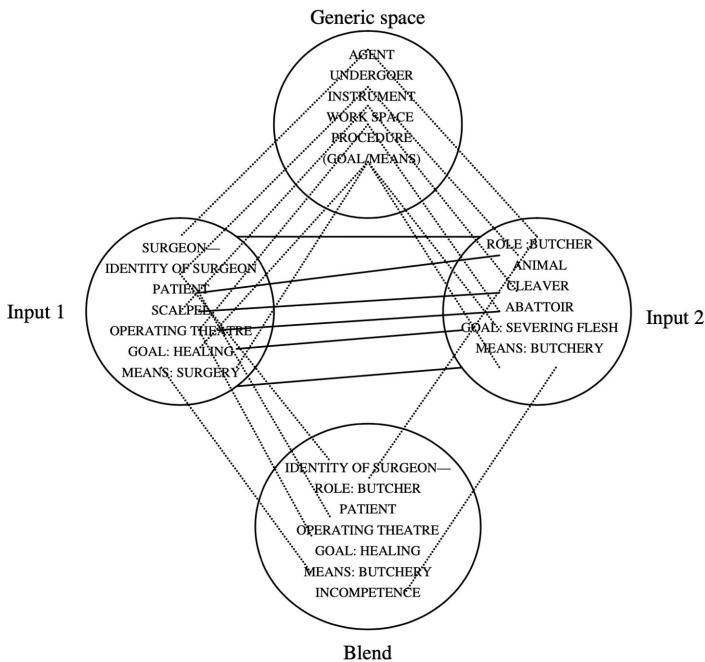 Generic space
AGENT
UNDERGOER
INSTRUMENT
WORK SPACE
PROCEDURE
(GOAL/MEANS)
Input 1
SURGEON—
IDENTITY OF SURGEON
PATIENT
SCALPEL
OPERATING THEATRE
GOAL: HEALING
MEANS: SURGERY
ROLE :BUTCHER
ANIMAL
CLEAVER
ABATTOIR
GOAL: SEVERING FLESH
MEANS: BUTCHERY
Input 2
IDENTITY OF SURGEON—
ROLE: BUTCHER
PATIENT
OPERATING THEATRE
GOAL: HEALING
MEANS: BUTCHERY
INCOMPETENCE
Blend